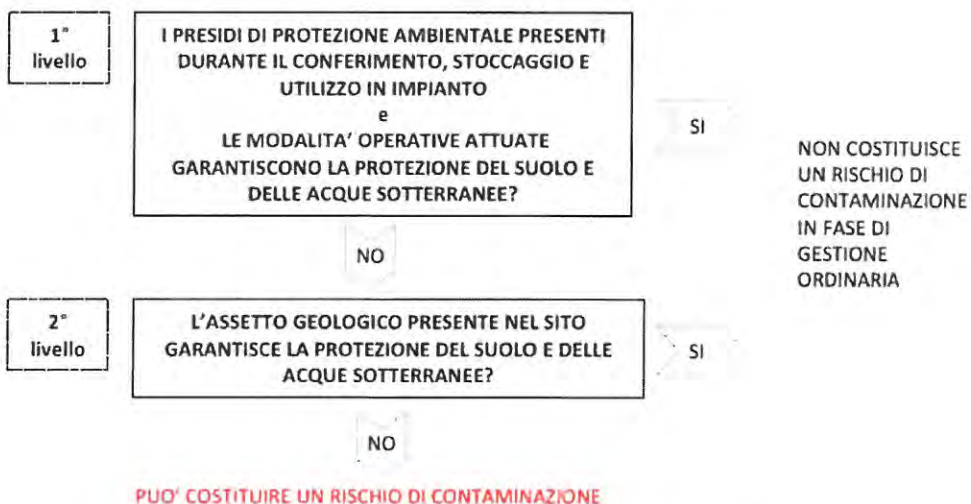 1°
livello
I PRESIDI DI PROTEZIONE AMBIENTALE PRESENTI
DURANTE IL CONFERIMENTO, STOCCAGGIO E
UTILIZZO IN IMPIANTO
e
LE MODALITA' OPERATIVE ATTUATE
GARANTISCONO LA PROTEZIONE DEL SUOLO E
DELLE ACQUE SOTTERRANEE?
SI
NON COSTITUISCE
UN RISCHIO DI
CONTAMINAZIONE
IN FASE DI
GESTIONE
ORDINARIA
NO
2°
livello
L'ASSETTO GEOLOGICO PRESENTE NEL SITO
GARANTISCE LA PROTEZIONE DEL SUOLO E DELLE
ACQUE SOTTERRANEE?
SI
NO
PUO' COSTITUIRE UN RISCHIO DI CONTAMINAZIONE